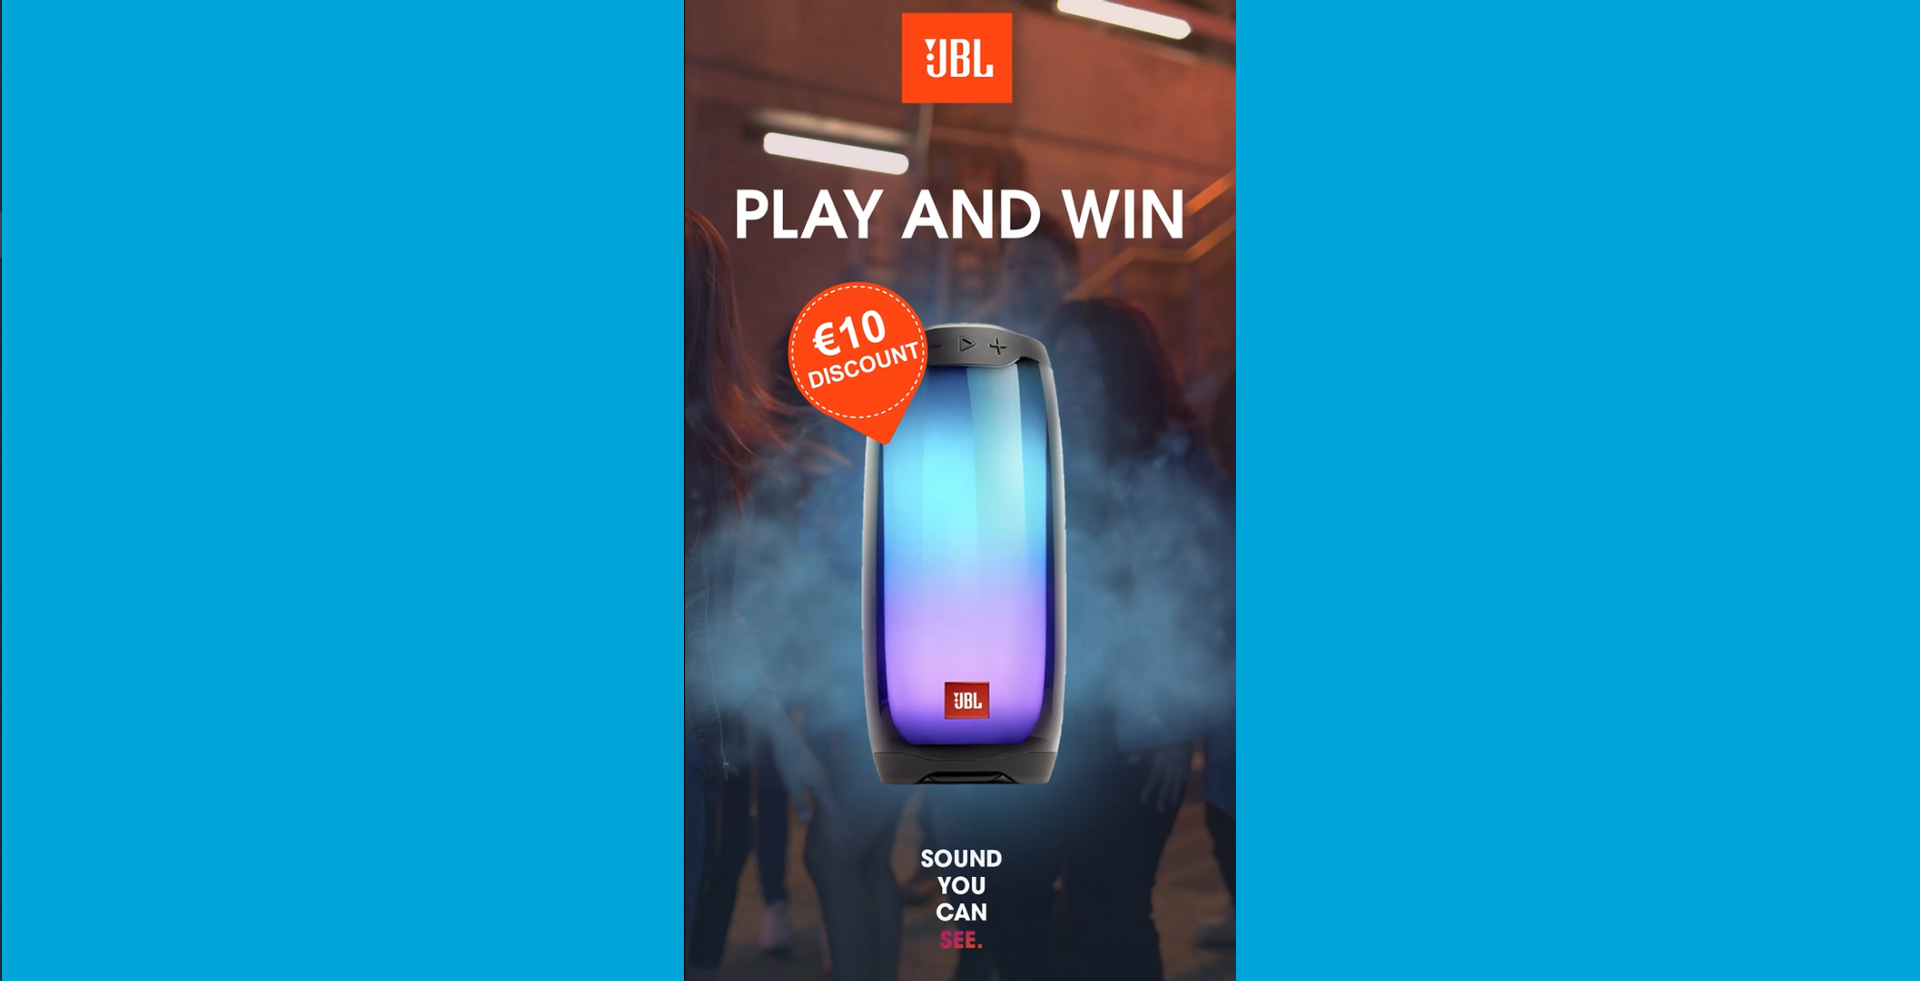 JBL
PLAY AND WIN
€10
DISCOUNT
JBL
SOUND
YOU
CAN
SEE.